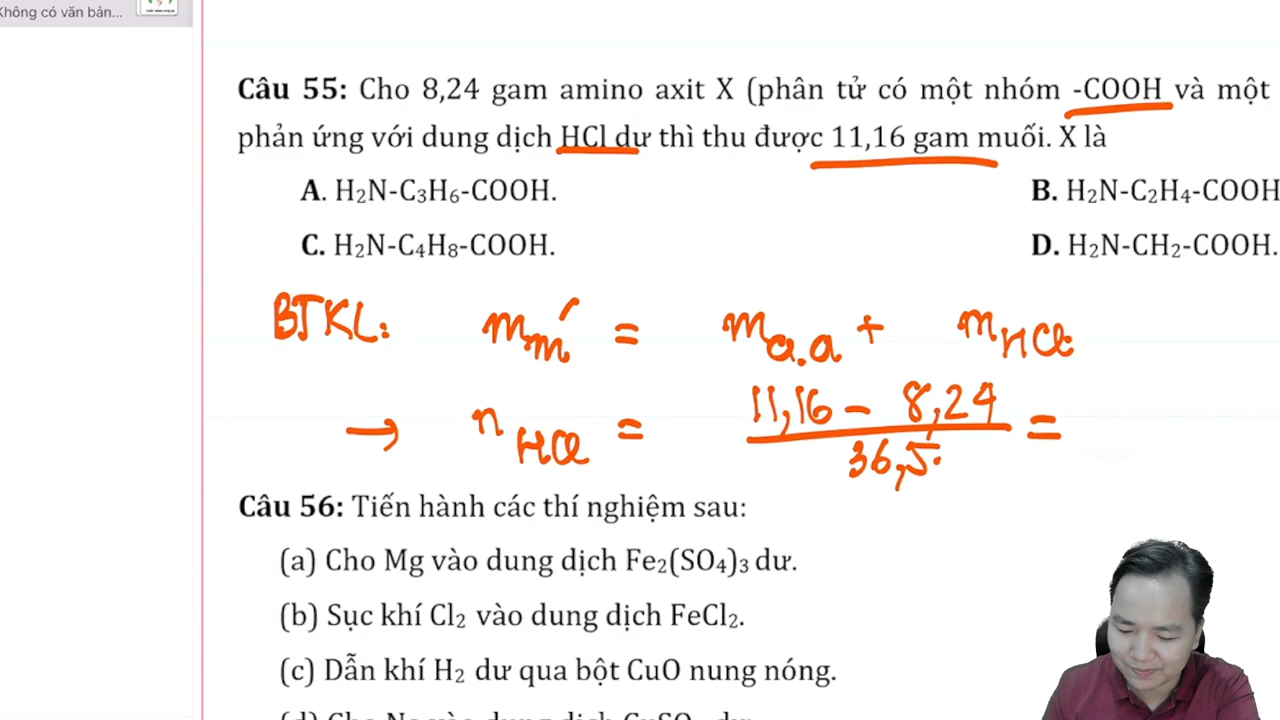 Không có văn bản...
Câu 55: Cho 8,24 gam amino axit X (phân tử có một nhóm -COOH và một
phản ứng với dung dịch HCl dư thì thu được 11,16 gam muối. X là
A. H₂N-C₃H₆-COOH. B. H₂N-C₂H₄-COOH
C. H₂N-C₄H₈-COOH. D. H₂N-CH₂-COOH.
BTKL: mm' = ma.a + mHCl
→ nHCl = 11,16 - 8,24 =
36,5
Câu 56: Tiến hành các thí nghiệm sau:
(a) Cho Mg vào dung dịch Fe₂(SO₄)₃ dư.
(b) Sục khí Cl₂ vào dung dịch FeCl₂.
(c) Dẫn khí H₂ dư qua bột CuO nung nóng.